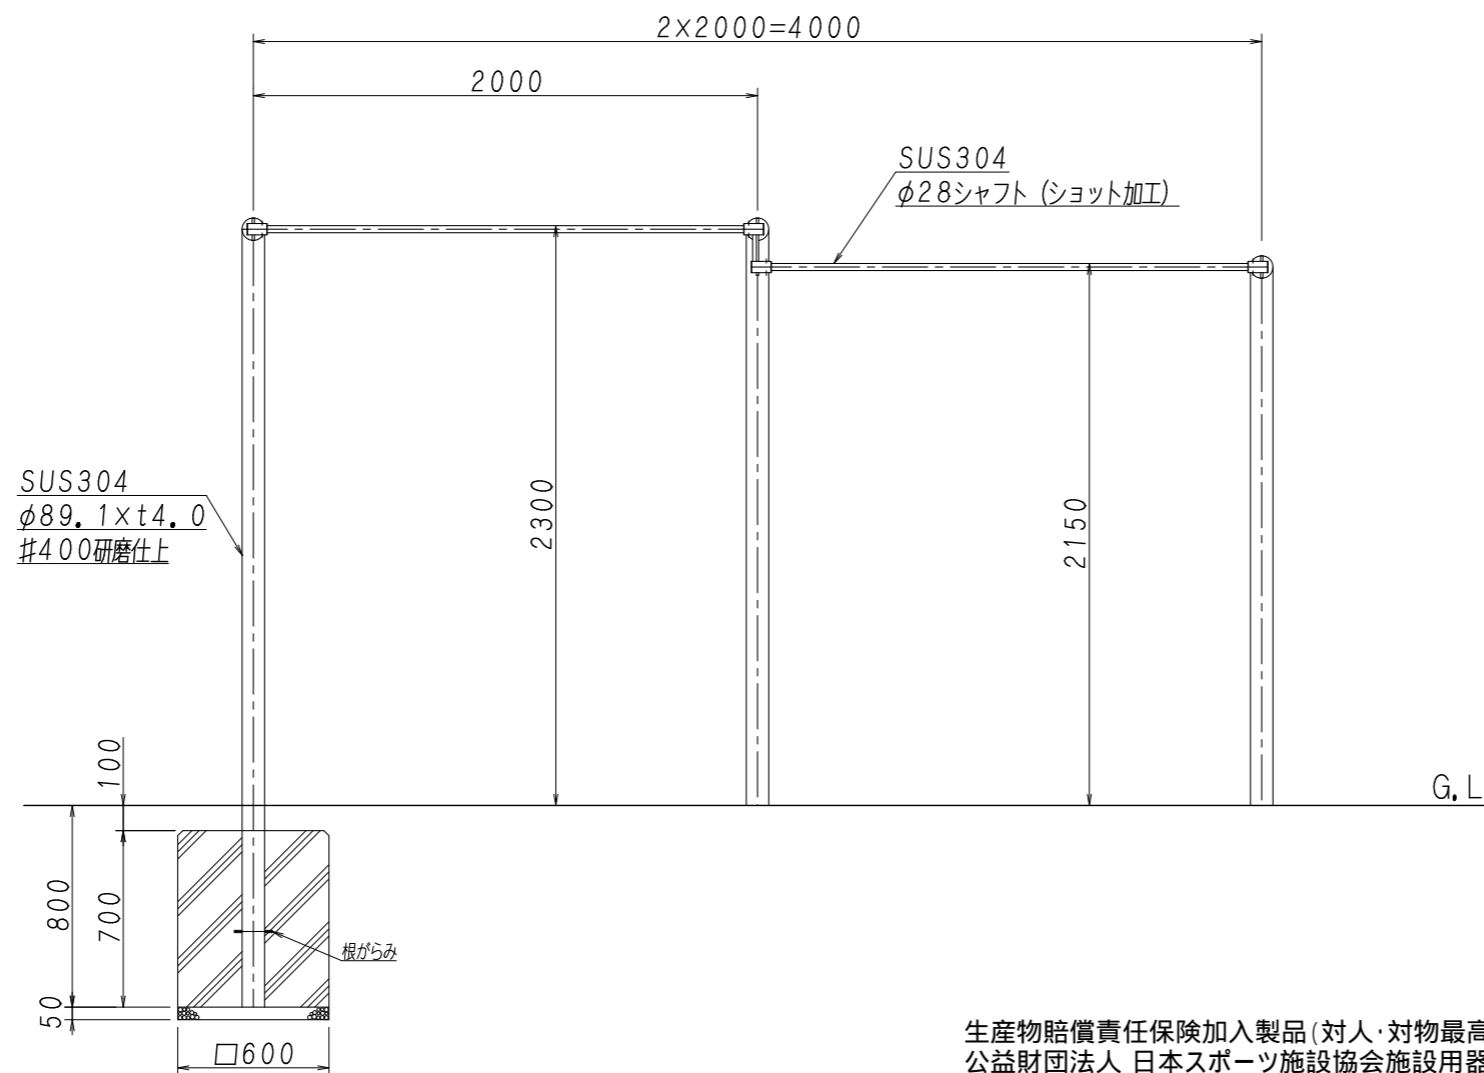 2×2000=4000
2000
SUS304
φ28シャフト (ショット加工)
SUS304
φ89.1×t4.0
#400研磨仕上
2300
2150
100
G.L
800
700
根がらみ
50
□600
生産物賠償責任保険加入製品(対人･対物最高
公益財団法人 日本スポーツ施設協会施設用器